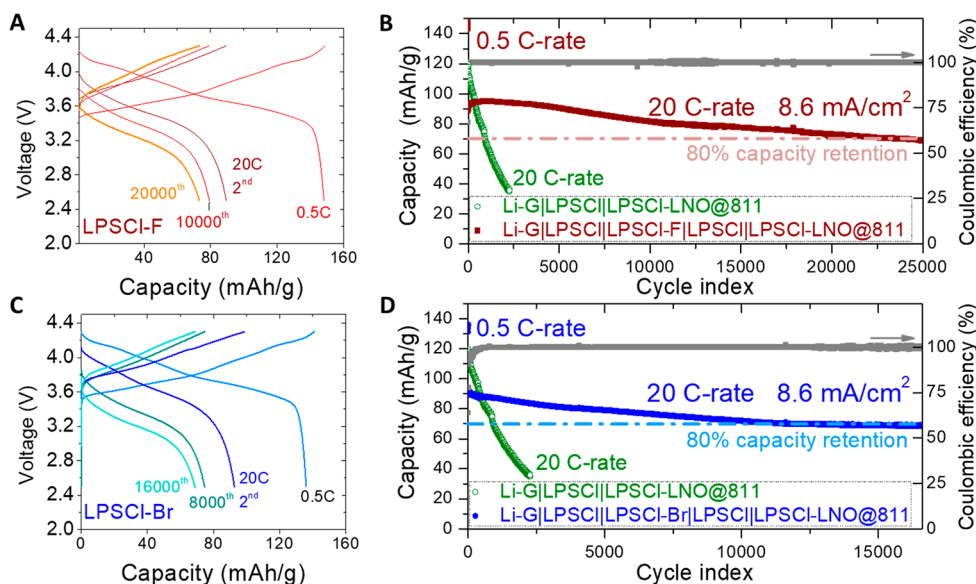 A
4.4
4.0
3.6
3.2
2.8
2.4
2.0
Voltage (V)
20000th
10000th
20C
2nd
0.5C
LPSCl-F
0 40 80 120 160
Capacity (mAh/g)
B
0.5 C-rate
120
100
80
60
40
20
0
Capacity (mAh/g)
20 C-rate 8.6 mA/cm2
80% capacity retention
20 C-rate
Li-G|LPSCl|LPSCl-LNO@811
Li-G|LPSCl|LPSCl-F|LPSCl|LPSCl-LNO@811
100
75
50
25
0
Coulombic efficiency (%)
0 5000 10000 15000 20000 25000
Cycle index
C
4.4
4.0
3.6
3.2
2.8
2.4
2.0
Voltage (V)
16000th
8000th
20C
2nd
0.5C
LPSCl-Br
0 40 80 120 160
Capacity (mAh/g)
D
0.5 C-rate
140
120
100
80
60
40
20
0
Capacity (mAh/g)
20 C-rate 8.6 mA/cm2
80% capacity retention
20 C-rate
Li-G|LPSCl|LPSCl-LNO@811
Li-G|LPSCl||LPSCl-Br|LPSCl||LPSCl-LNO@811
100
75
50
25
0
Coulombic efficiency (%)
0 5000 10000 15000
Cycle index